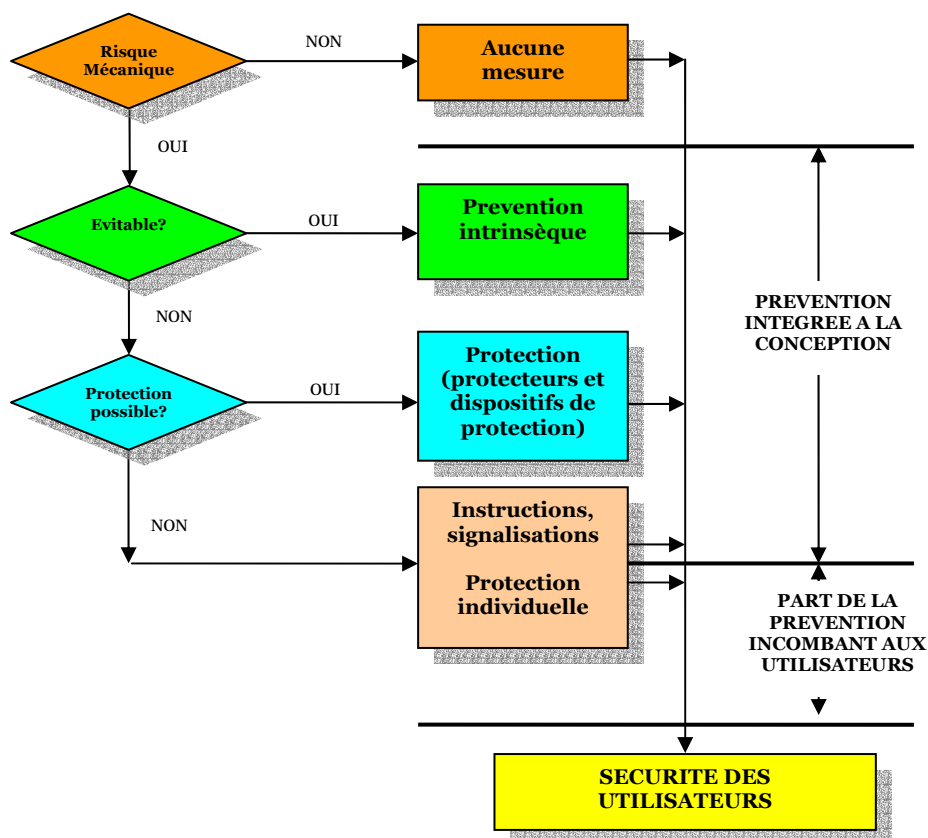 Risque
Mécanique
NON
Aucune
mesure
OUI
Evitable?
OUI
Prevention
intrinsèque
NON
PREVENTION
INTEGREE A LA
CONCEPTION
Protection
possible?
OUI
Protection
(protecteurs et
dispositifs de
protection)
NON
Instructions,
signalisations
Protection
individuelle
PART DE LA
PREVENTION
INCOMBANT AUX
UTILISATEURS
SÉCURITE DES
UTILISATEURS